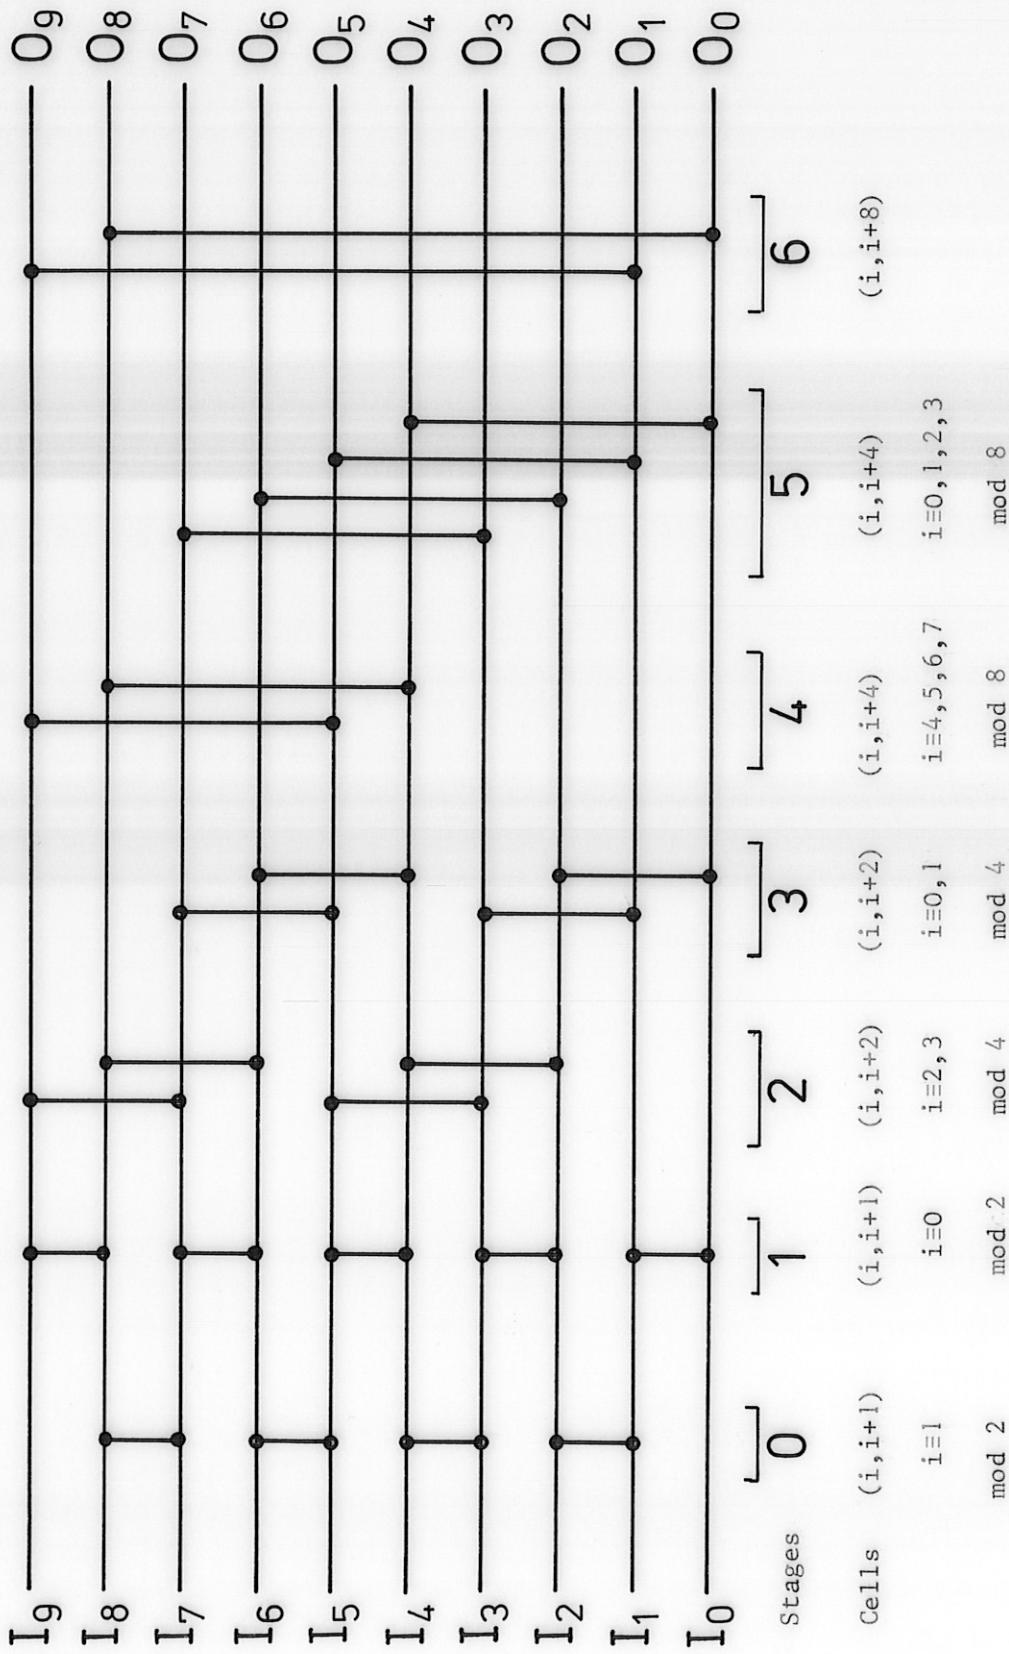 I9 O9
I8 O8
I7 O7
I6 O6
I5 O5
I4 O4
I3 O3
I2 O2
I1 O1
I0 O0
Stages 0 1 2 3 4 5 6
Cells (i,i+1) (i,i+1) (i,i+2) (i,i+2) (i,i+4) (i,i+4) (i,i+8)
i≡1 i≡0 i≡2,3 i≡0,1 i≡4,5,6,7 i≡0,1,2,3
mod 2 mod 2 mod 4 mod 4 mod 8 mod 8